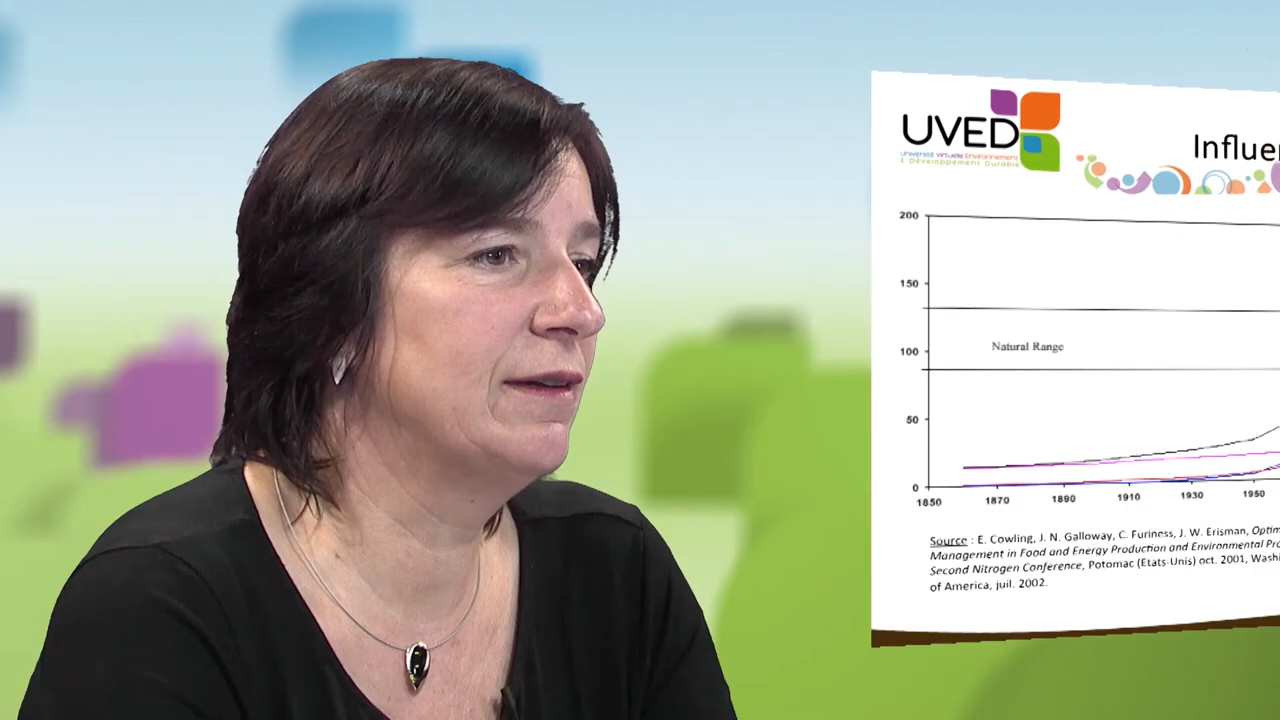 UVED
Université Virtuelle Environnement
& Développement Durable
Influe
200
150
Natural Range
100
50
0
1850 1870 1890 1910 1930 1950
Source : E. Cowling, J. N. Galloway, C. Furiness, J. W. Erisman, Optim
Management in Food and Energy Production and Environmental Pro
Second Nitrogen Conference, Potomac (Etats-Unis) oct. 2001, Washi
of America, juil. 2002.